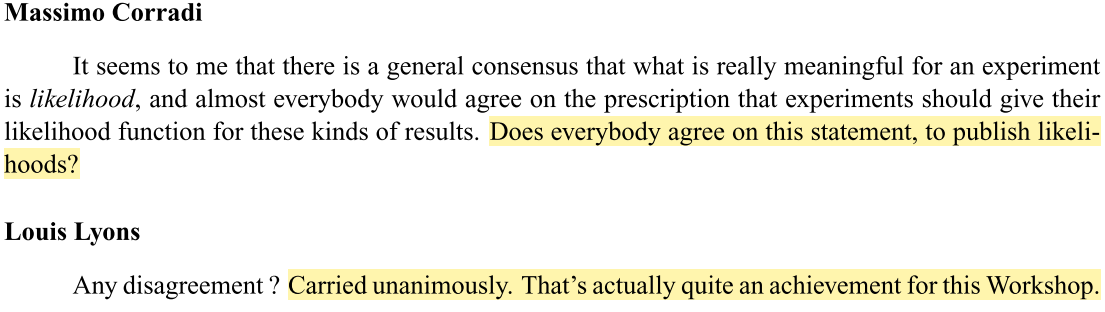 Massimo Corradi
It seems to me that there is a general consensus that what is really meaningful for an experiment
is likelihood, and almost everybody would agree on the prescription that experiments should give their
likelihood function for these kinds of results. Does everybody agree on this statement, to publish likeli-
hoods?
Louis Lyons
Any disagreement ? Carried unanimously. That's actually quite an achievement for this Workshop.